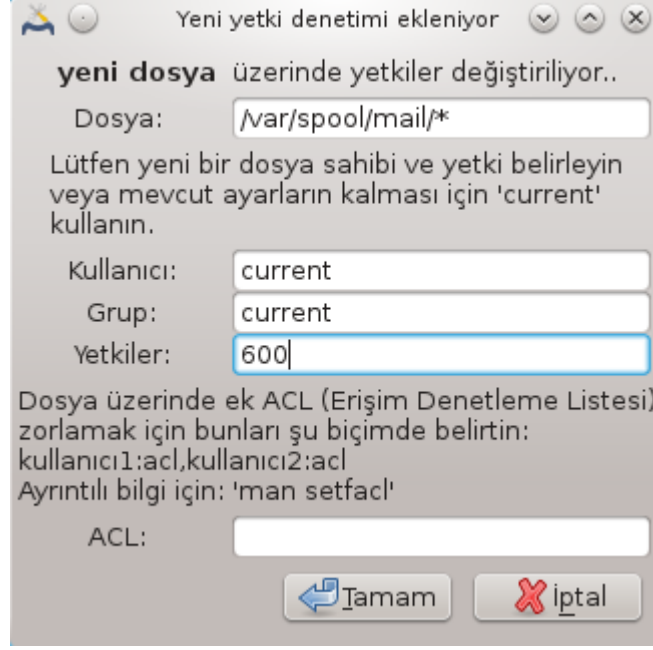 Yeni yetki denetimi ekleniyor
yeni dosya üzerinde yetkiler değiştiriliyor..
Dosya: /var/spool/mail/*
Lütfen yeni bir dosya sahibi ve yetki belirleyin
veya mevcut ayarların kalması için 'current'
kullanın.
Kullanıcı: current
Grup: current
Yetkiler: 600
Dosya üzerinde ek ACL (Erişim Denetleme Listesi)
zorlamak için bunları şu biçimde belirtin:
kullanıcı1:acl,kullanıcı2:acl
Ayrıntılı bilgi için: 'man setfacl'
ACL:
Tamam İptal